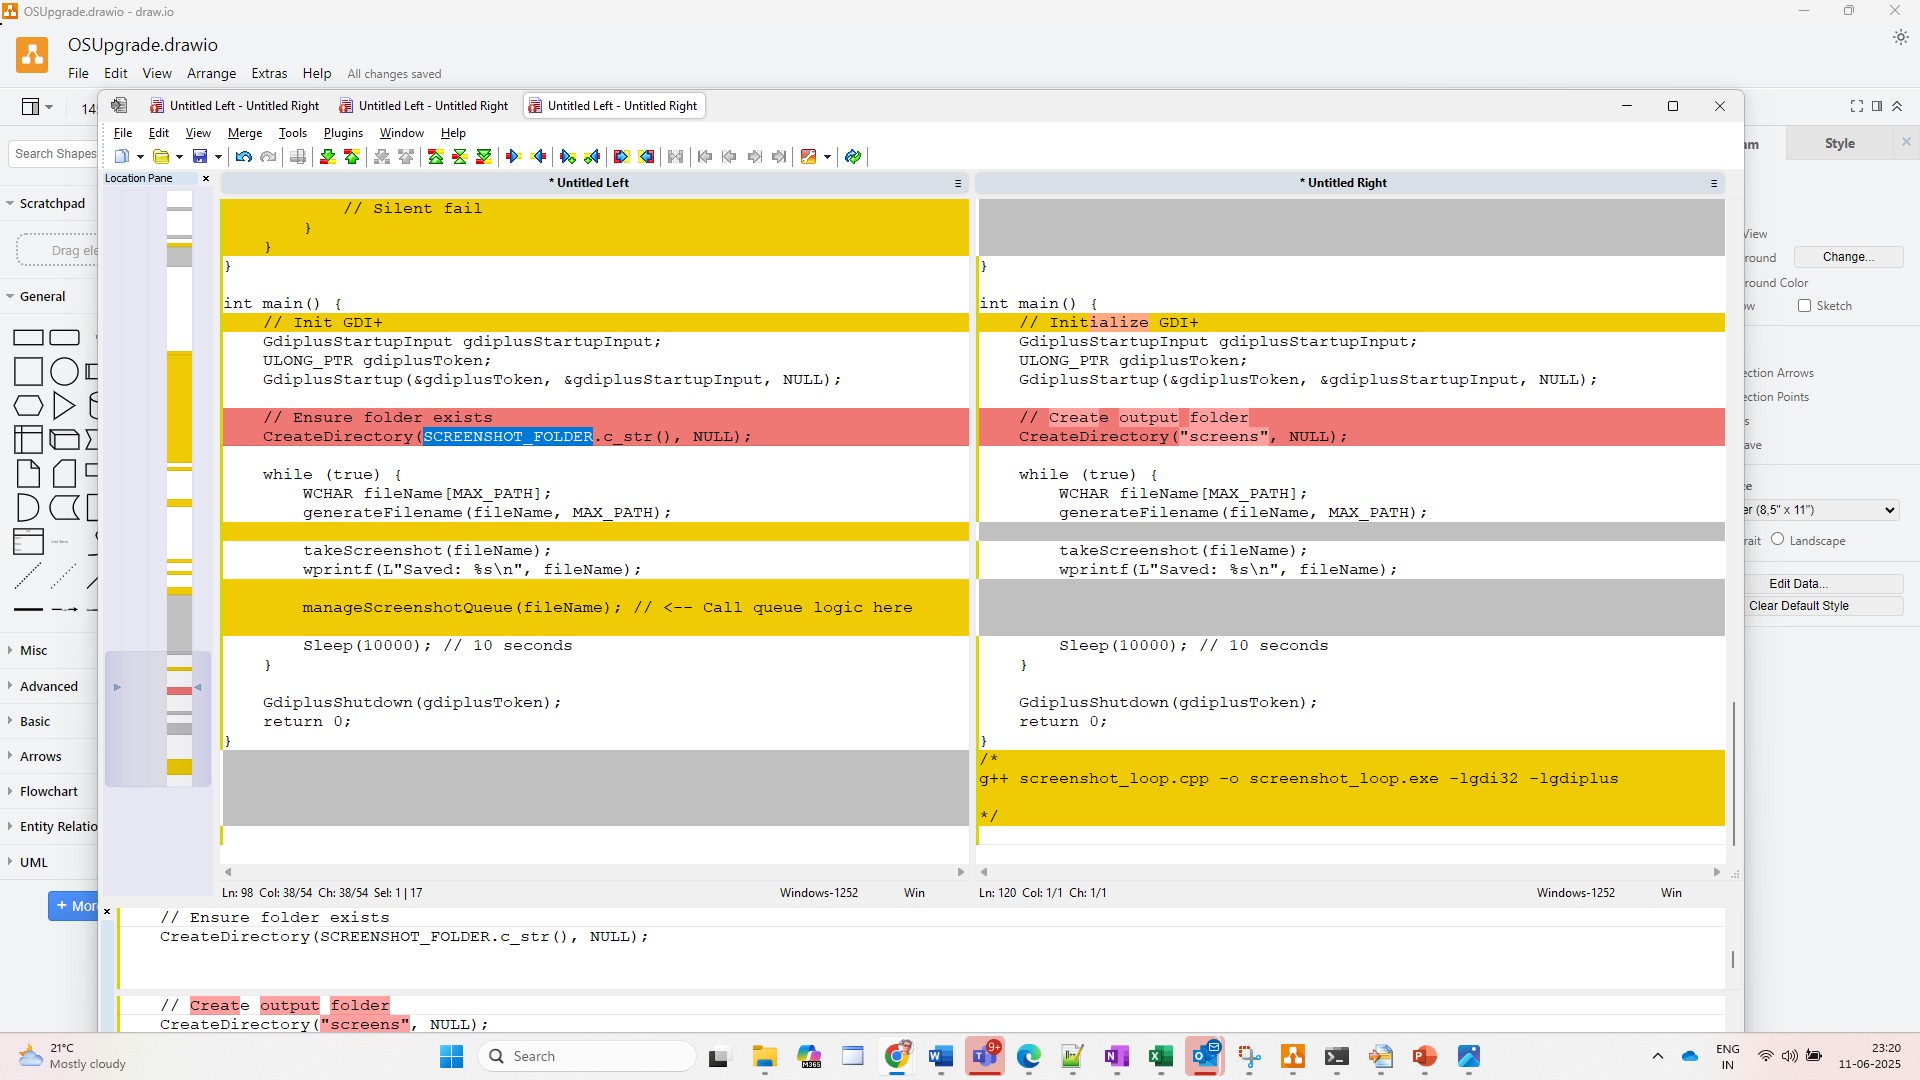 OSUpgrade.drawio - draw.io
OSUpgrade.drawio
File Edit View Arrange Extras Help All changes saved
14
Untitled Left - Untitled Right
Untitled Left - Untitled Right
Untitled Left - Untitled Right
File Edit View Merge Tools Plugins Window Help
Search Shapes
Scratchpad
Drag ele
General
Misc
Advanced
Basic
Arrows
Flowchart
Entity Relatio
UML
+ Mor
Location Pane
* Untitled Left
// Silent fail
}
}
}
int main() {
// Init GDI+
GdiplusStartupInput gdiplusStartupInput;
ULONG_PTR gdiplusToken;
GdiplusStartup(&gdiplusToken, &gdiplusStartupInput, NULL);
// Ensure folder exists
CreateDirectory(SCREENSHOT_FOLDER.c_str(), NULL);
while (true) {
WCHAR fileName[MAX_PATH];
generateFilename(fileName, MAX_PATH);
takeScreenshot(fileName);
wprintf(L"Saved: %s\n", fileName);
manageScreenshotQueue(fileName); // <-- Call queue logic here
Sleep(10000); // 10 seconds
}
GdiplusShutdown(gdiplusToken);
return 0;
}
Ln: 98 Col: 38/54 Ch: 38/54 Sel: 1 | 17
Windows-1252
Win
* Untitled Right
}
int main() {
// Initialize GDI+
GdiplusStartupInput gdiplusStartupInput;
ULONG_PTR gdiplusToken;
GdiplusStartup(&gdiplusToken, &gdiplusStartupInput, NULL);
// Create output folder
CreateDirectory("screens", NULL);
while (true) {
WCHAR fileName[MAX_PATH];
generateFilename(fileName, MAX_PATH);
takeScreenshot(fileName);
wprintf(L"Saved: %s\n", fileName);
Sleep(10000); // 10 seconds
}
GdiplusShutdown(gdiplusToken);
return 0;
}
/*
g++ screenshot_loop.cpp -o screenshot_loop.exe -lgdi32 -lgdiplus
*/
Ln: 120 Col: 1/1 Ch: 1/1
Windows-1252
Win
// Ensure folder exists
CreateDirectory(SCREENSHOT_FOLDER.c_str(), NULL);
// Create output folder
CreateDirectory("screens", NULL);
am
Style
View
round
Change...
round Color
ow
Sketch
ection Arrows
ection Points
s
ave
ze
er (8,5" x 11")
rait
Landscape
Edit Data...
Clear Default Style
21°C
Mostly cloudy
Search
M365
9+
ENG
IN
23:20
11-06-2025